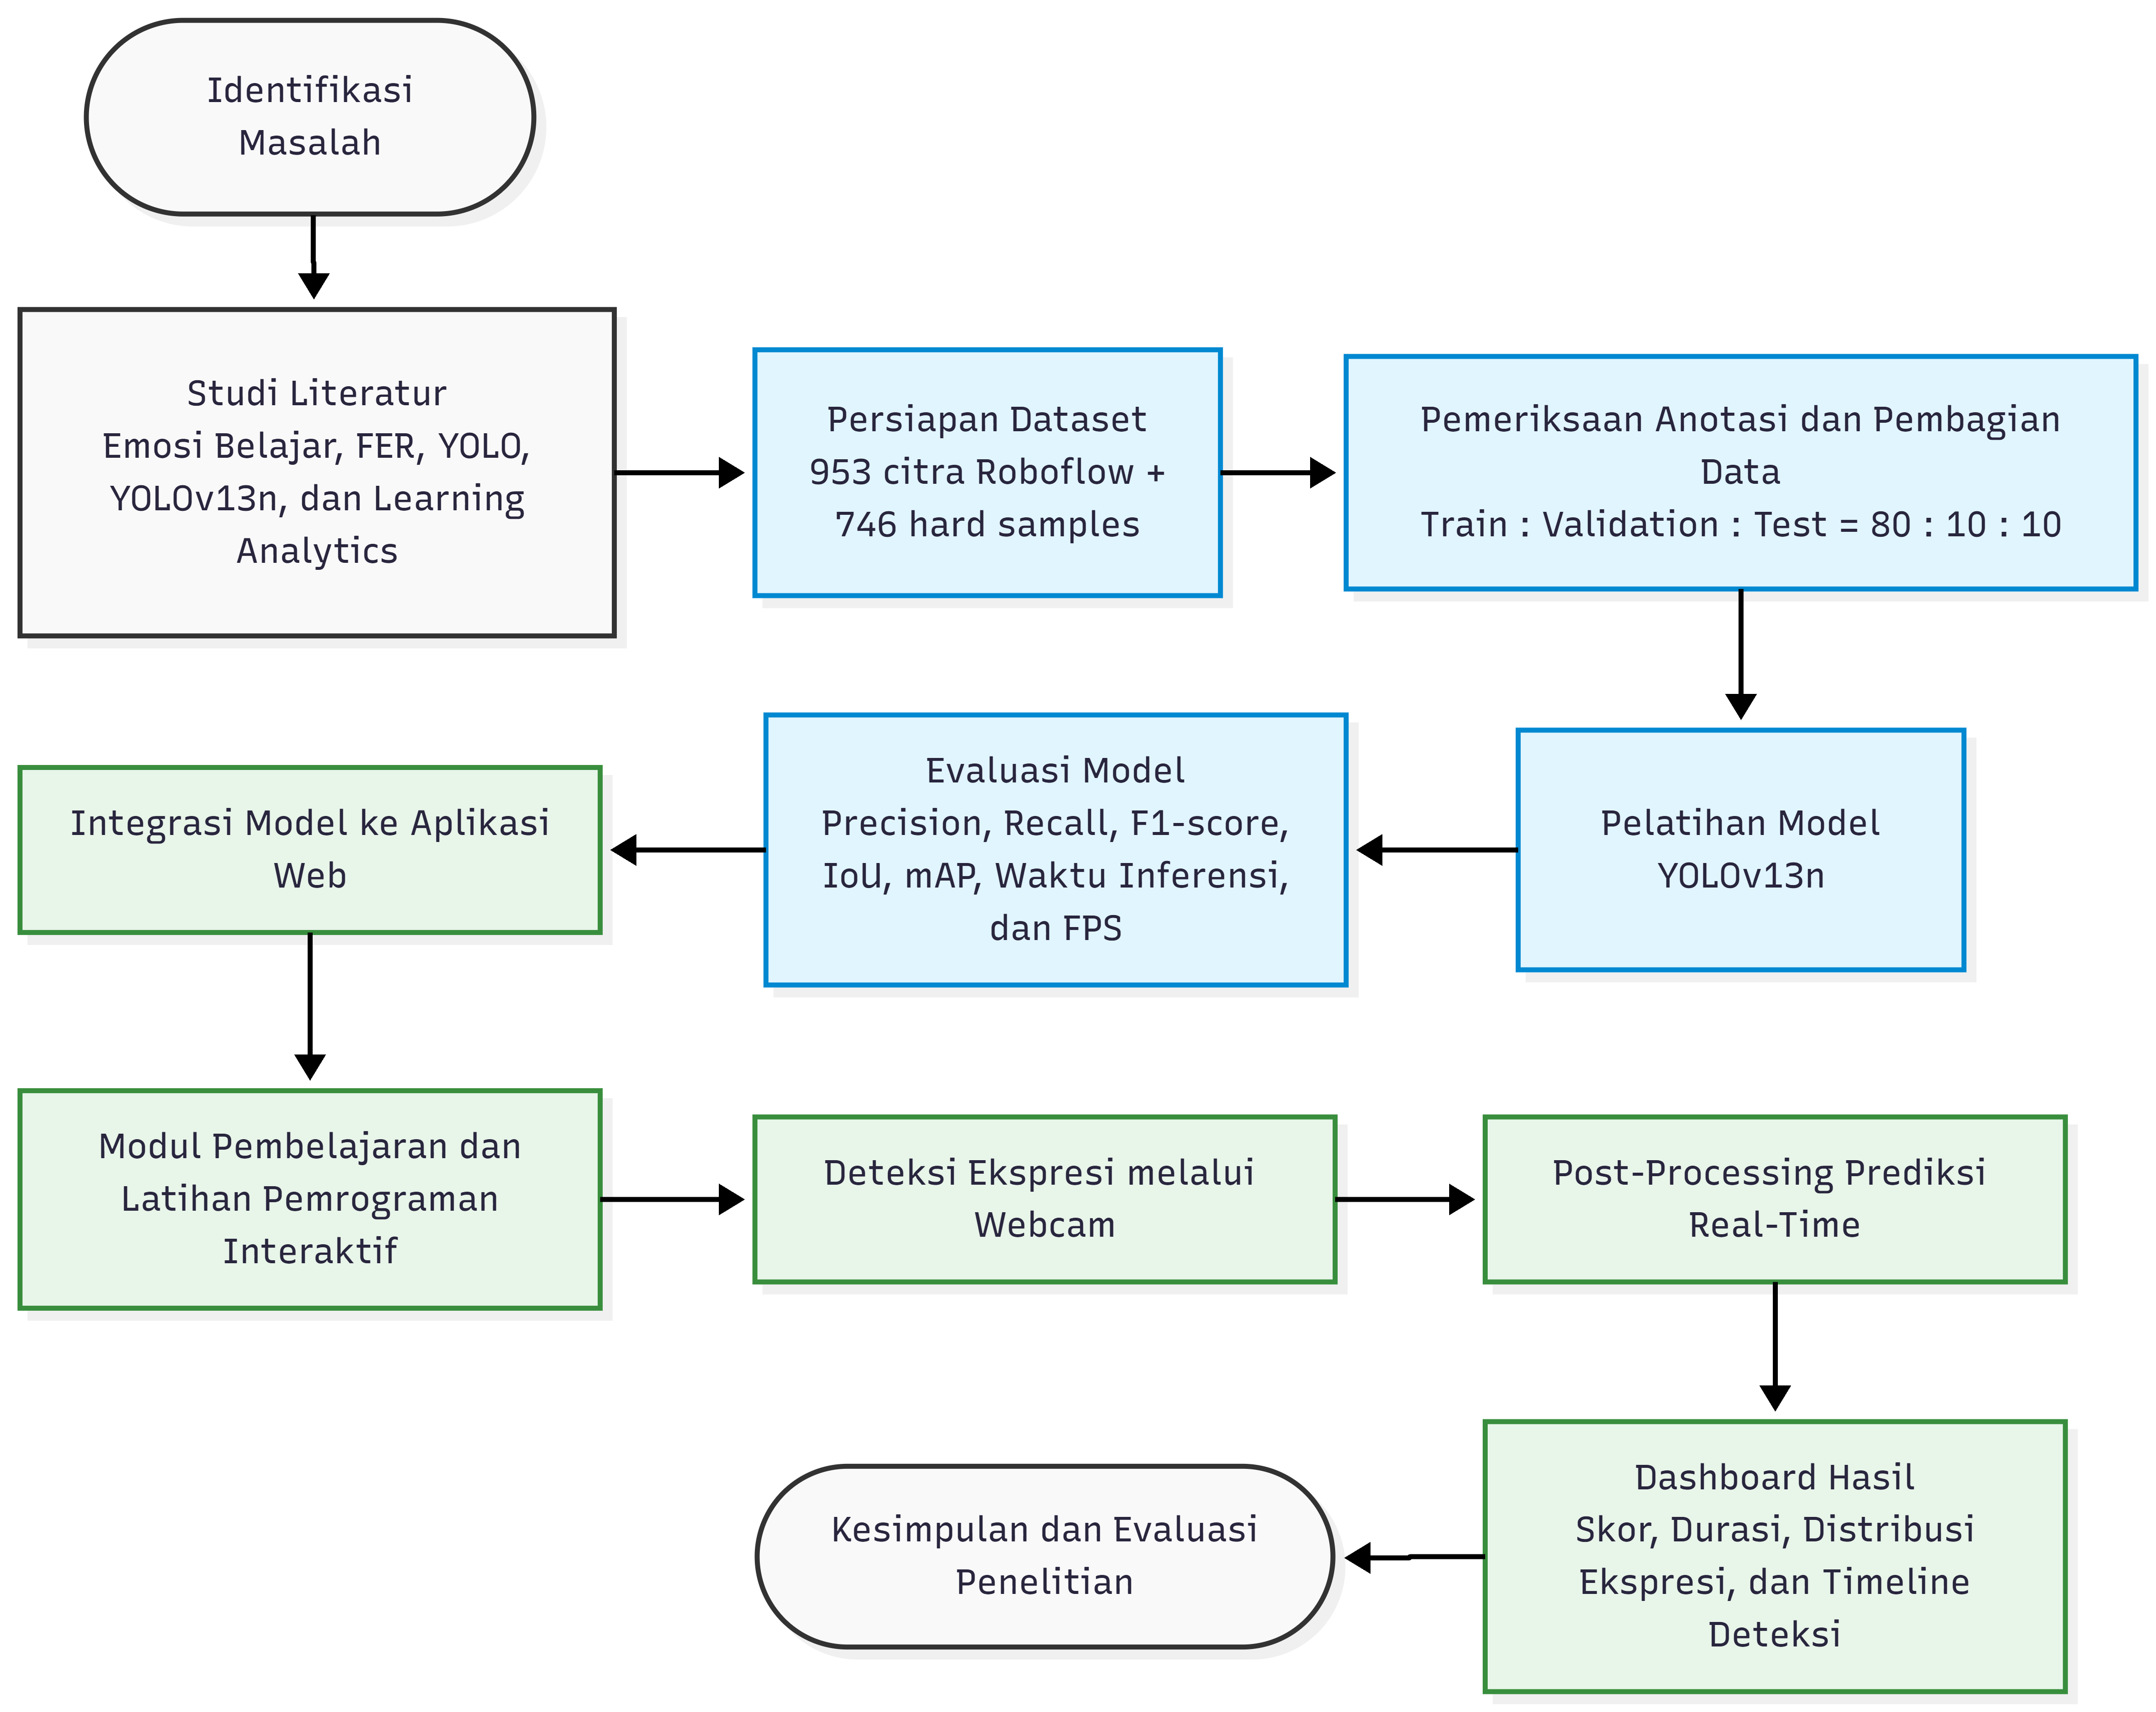 Identifikasi
Masalah
Studi Literatur
Emosi Belajar, FER, YOLO,
YOLOv13n, dan Learning
Analytics
Persiapan Dataset
953 citra Roboflow +
746 hard samples
Pemeriksaan Anotasi dan Pembagian
Data
Train : Validation : Test = 80 : 10 : 10
Pelatihan Model
YOLOv13n
Evaluasi Model
Precision, Recall, F1-score,
IoU, mAP, Waktu Inferensi,
dan FPS
Integrasi Model ke Aplikasi
Web
Modul Pembelajaran dan
Latihan Pemrograman
Interaktif
Deteksi Ekspresi melalui
Webcam
Post-Processing Prediksi
Real-Time
Dashboard Hasil
Skor, Durasi, Distribusi
Ekspresi, dan Timeline
Deteksi
Kesimpulan dan Evaluasi
Penelitian